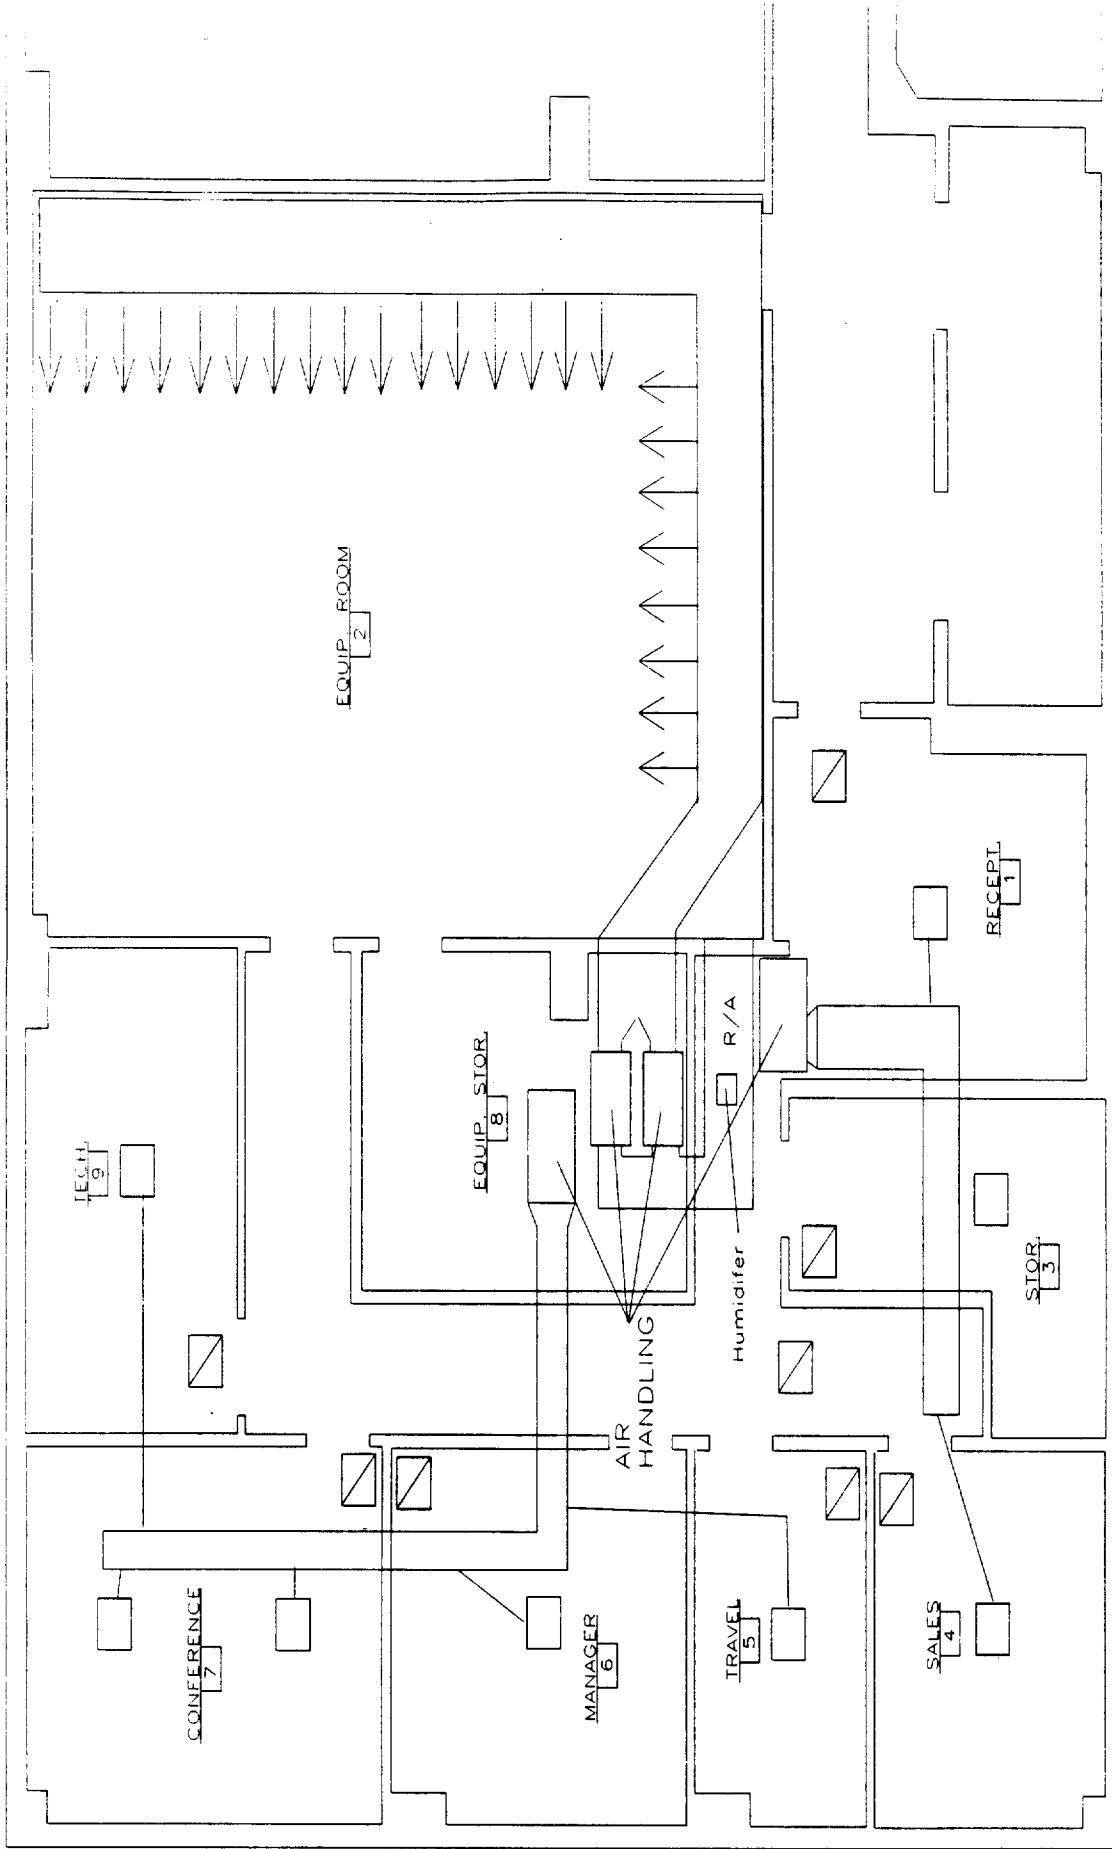 EQUIP. ROOM
2
TECH.
9
EQUIP. STOR.
8
R/A
RECEPT.
1
STOR.
3
Humidifer
AIR
HANDLING
CONFERENCE
7
MANAGER
6
TRAVEL
5
SALES
4